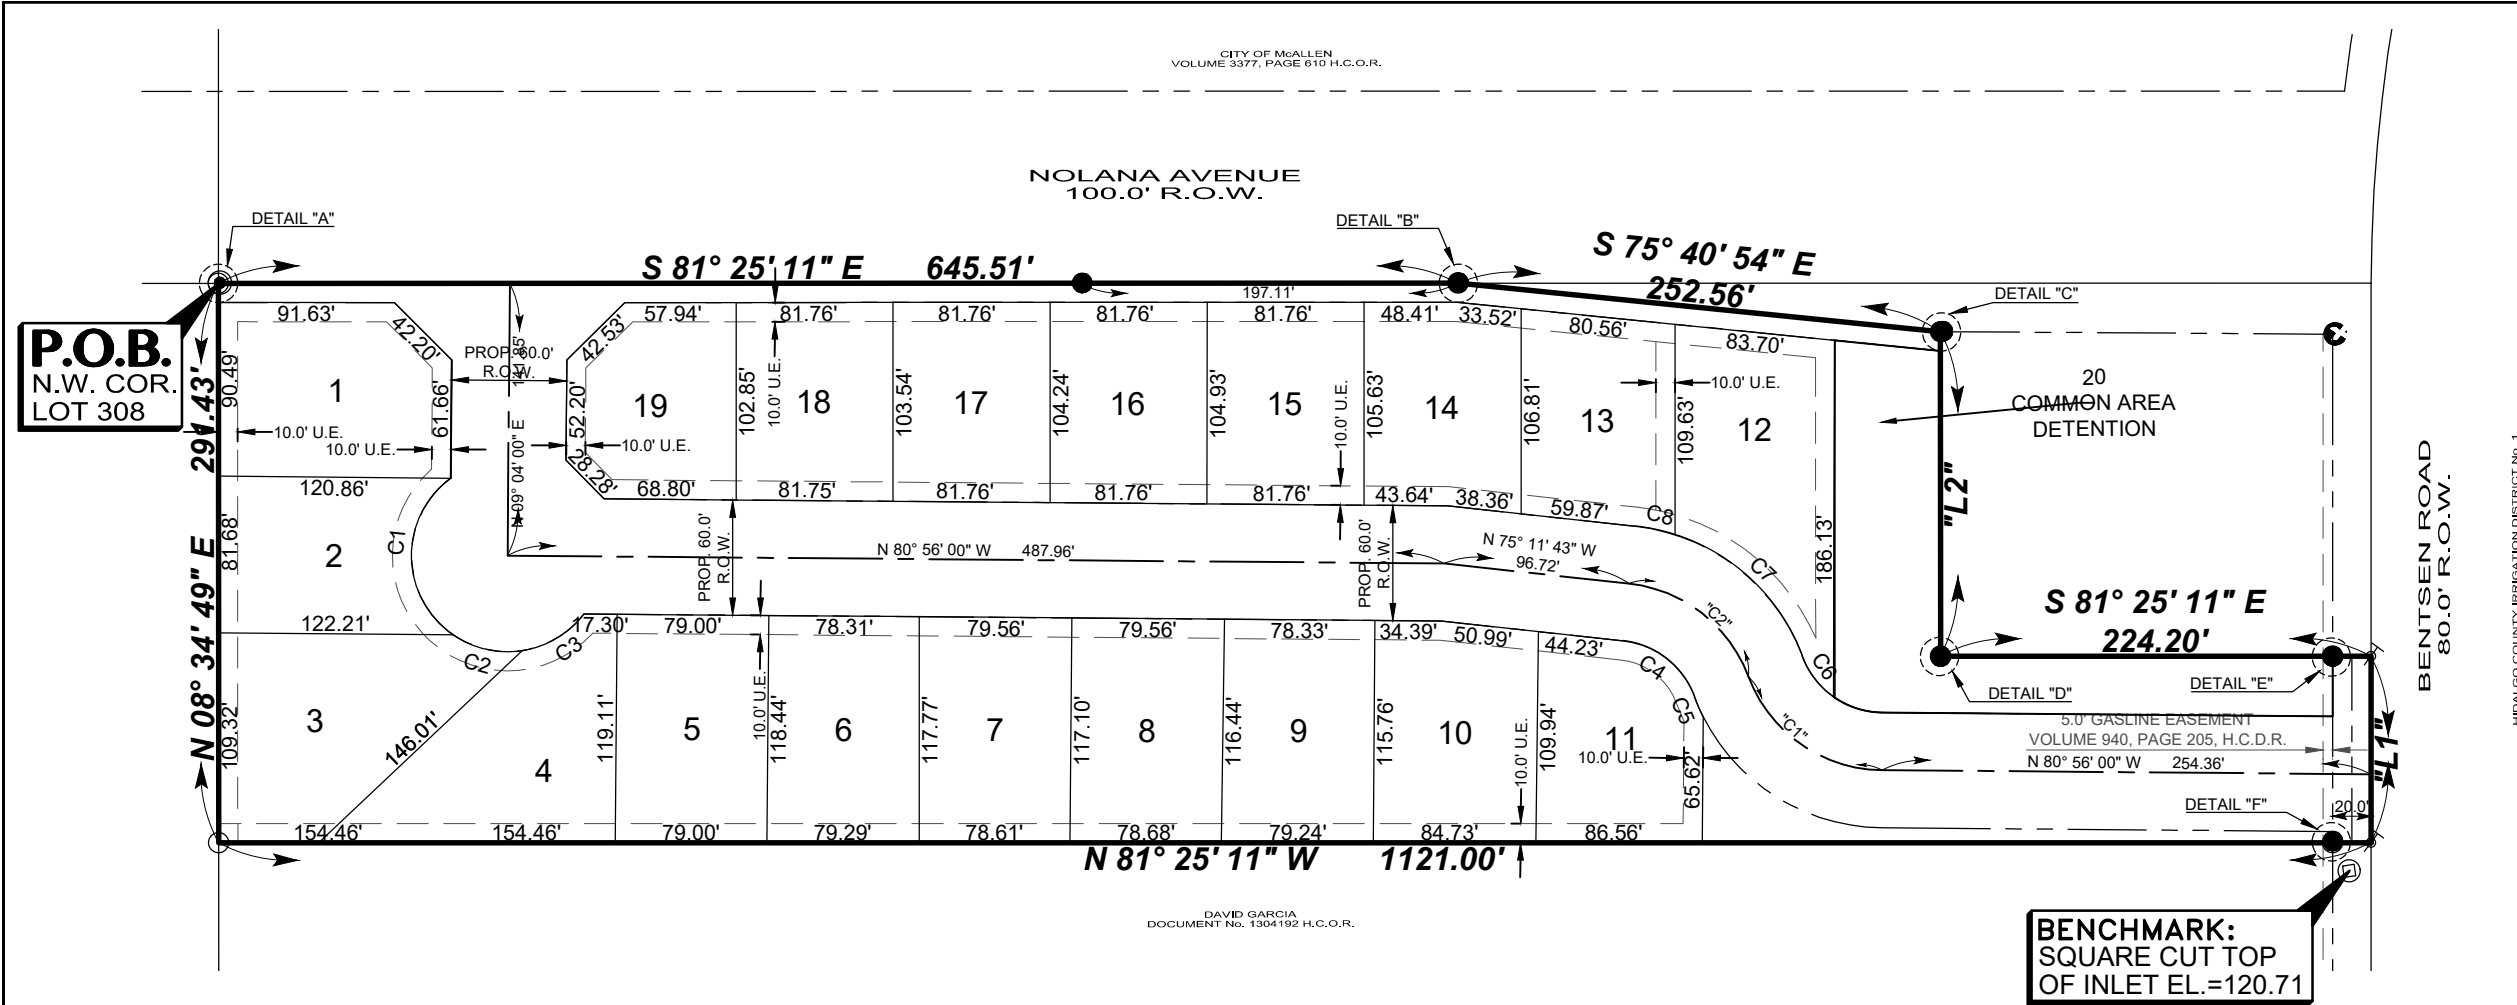 CITY OF McALLEN
VOLUME 3377, PAGE 610 H.C.O.R.
NOLANA AVENUE
100.0' R.O.W.
DETAIL "A"
DETAIL "B"
S 75° 40' 54" E
252.56'
S 81° 25' 11" E 645.51'
197.11'
DETAIL "C"
P.O.B.
N.W. COR.
LOT 308
91.63'
42.20'
PROP. 60.0'
R.O.W.
141.85'
42.53'
57.94'
81.76'
81.76'
81.76'
81.76'
48.41'
33.52'
80.56'
83.70'
291.43'
90.49'
1
61.66'
52.20'
19
102.85'
10.0' U.E.
18
103.54'
17
104.24'
16
104.93'
15
10.0' U.E.
105.63'
14
106.81'
13
10.0' U.E.
109.63'
12
20
COMMON AREA
DETENTION
10.0' U.E.
10.0' U.E.
10.0' U.E.
28.28'
N 09° 04' 00" E
120.86'
68.80'
81.75'
81.76'
81.76'
81.76'
43.64'
38.36'
59.87'
C8
"L2"
BENTSEN ROAD
80.0' R.O.W.
HIDALGO COUNTY IRRIGATION DISTRICT No. 1
N 08° 34' 49" E
81.68'
2
C1
PROP. 60.0'
R.O.W.
N 80° 56' 00" W 487.96'
PROP. 60.0'
R.O.W.
N 75° 11' 43" W
96.72'
C7
186.13'
122.21'
17.30'
79.00'
78.31'
79.56'
79.56'
78.33'
34.39'
50.99'
44.23'
"C2"
C6
S 81° 25' 11" E
224.20'
C2
C3
C4
C5
DETAIL "D"
DETAIL "E"
109.32'
3
146.01'
4
119.11'
5
10.0' U.E.
118.44'
6
117.77'
7
117.10'
8
116.44'
9
115.76'
10
10.0' U.E.
109.94'
11
10.0' U.E.
65.62'
"C1"
5.0' GASLINE EASEMENT
VOLUME 940, PAGE 205, H.C.D.R.
N 80° 56' 00" W 254.36'
"L1"
DETAIL "F"
20.0'
154.46'
154.46'
79.00'
79.29'
78.61'
78.68'
79.24'
84.73'
86.56'
N 81° 25' 11" W 1121.00'
DAVID GARCIA
DOCUMENT No. 1304192 H.C.O.R.
BENCHMARK:
SQUARE CUT TOP
OF INLET EL.=120.71